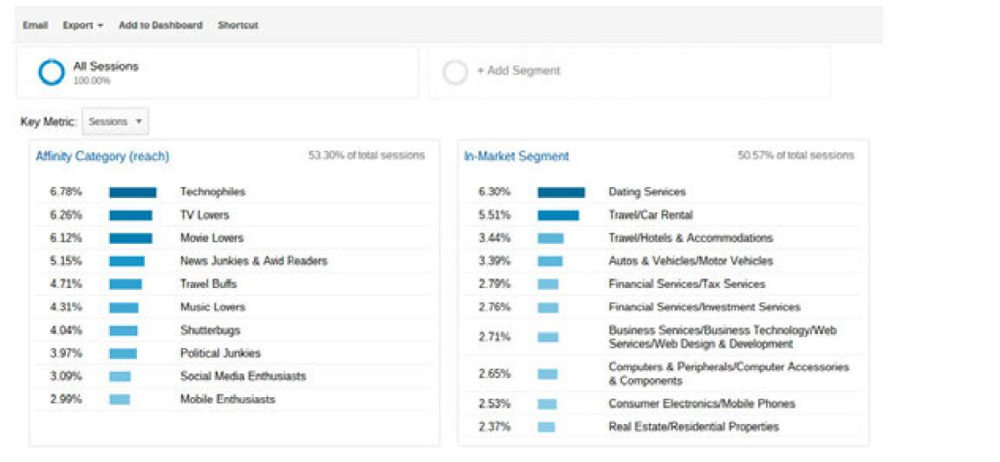 Email Export Add to Dashboard Shortcut
All Sessions
100.00%
+ Add Segment
Key Metric: Sessions
Affinity Category (reach) 53.30% of total sessions
6.78% Technophiles
6.26% TV Lovers
6.12% Movie Lovers
5.15% News Junkies & Avid Readers
4.71% Travel Buffs
4.31% Music Lovers
4.04% Shutterbugs
3.97% Political Junkies
3.09% Social Media Enthusiasts
2.99% Mobile Enthusiasts
In-Market Segment 50.57% of total sessions
6.30% Dating Services
5.51% Travel/Car Rental
3.44% Travel/Hotels & Accommodations
3.39% Autos & Vehicles/Motor Vehicles
2.79% Financial Services/Tax Services
2.76% Financial Services/Investment Services
2.71% Business Services/Business Technology/Web
Services/Web Design & Development
2.65% Computers & Peripherals/Computer Accessories
& Components
2.53% Consumer Electronics/Mobile Phones
2.37% Real Estate/Residential Properties